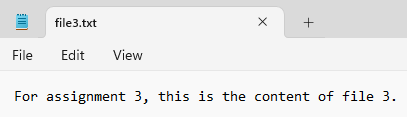 file3.txt
File Edit View
For assignment 3, this is the content of file 3.